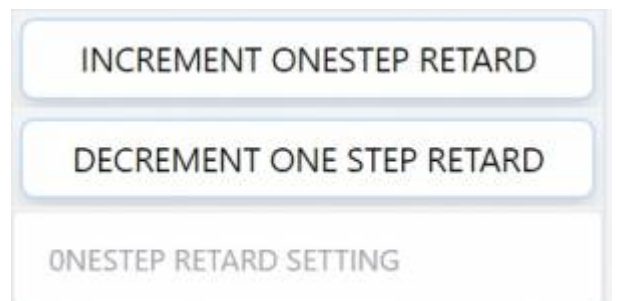 INCREMENT ONESTEP RETARD
DECREMENT ONE STEP RETARD
0NESTEP RETARD SETTING